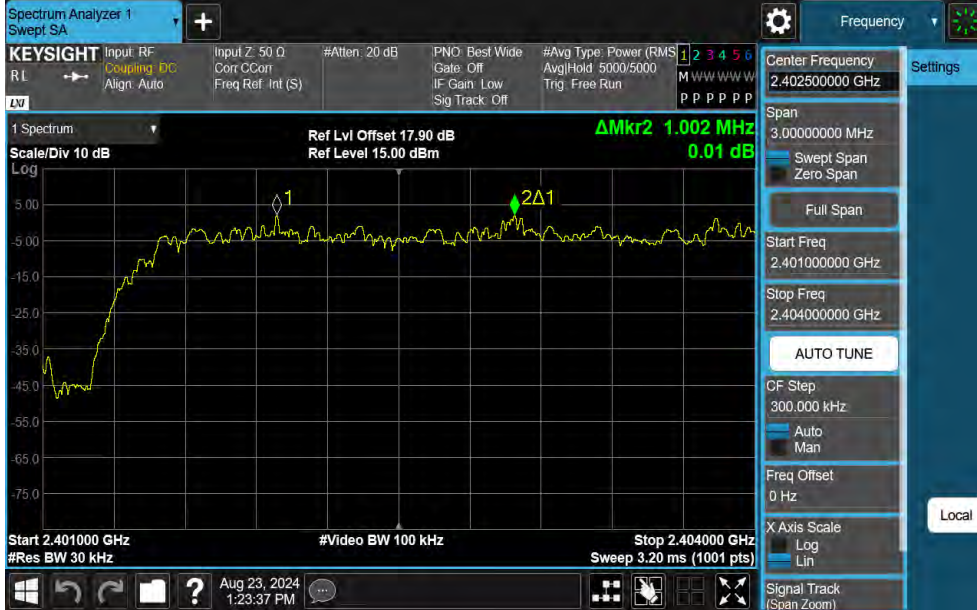 Spectrum Analyzer 1
Swept SA
+
Frequency
KEYSIGHT
RL
LXI
Input: RF
Coupling: DC
Align: Auto
Input Z: 50 Ω
Corr CCorr
Freq Ref: Int (S)
#Atten: 20 dB
PNO: Best Wide
Gate: Off
IF Gain: Low
Sig Track: Off
#Avg Type: Power (RMS)
Avg|Hold: 5000/5000
Trig: Free Run
1 2 3 4 5 6
M W W W W W
P P P P P P
1 Spectrum
Scale/Div 10 dB
Ref Lvl Offset 17.90 dB
Ref Level 15.00 dBm
ΔMkr2 1.002 MHz
0.01 dB
Log
1
2Δ1
5.00
-5.00
-15.0
-25.0
-35.0
-45.0
-55.0
-65.0
-75.0
Start 2.401000 GHz
#Res BW 30 kHz
#Video BW 100 kHz
Stop 2.404000 GHz
Sweep 3.20 ms (1001 pts)
?
Aug 23, 2024
1:23:37 PM
Center Frequency
2.402500000 GHz
Settings
Span
3.00000000 MHz
Swept Span
Zero Span
Full Span
Start Freq
2.401000000 GHz
Stop Freq
2.404000000 GHz
AUTO TUNE
CF Step
300.000 kHz
Auto
Man
Freq Offset
0 Hz
X Axis Scale
Log
Lin
Local
Signal Track
(Span Zoom)